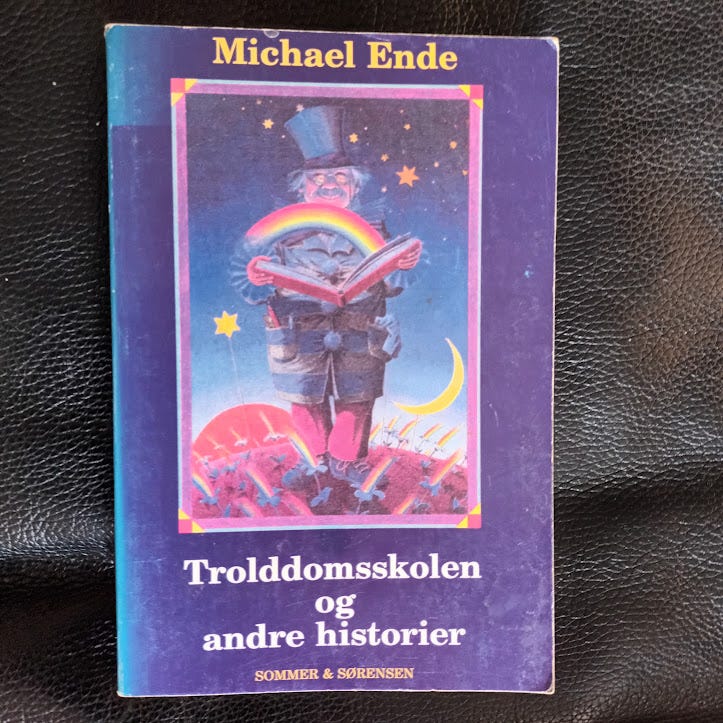 Michael Ende
Trolddomsskolen
og
andre historier
SOMMER & SØRENSEN